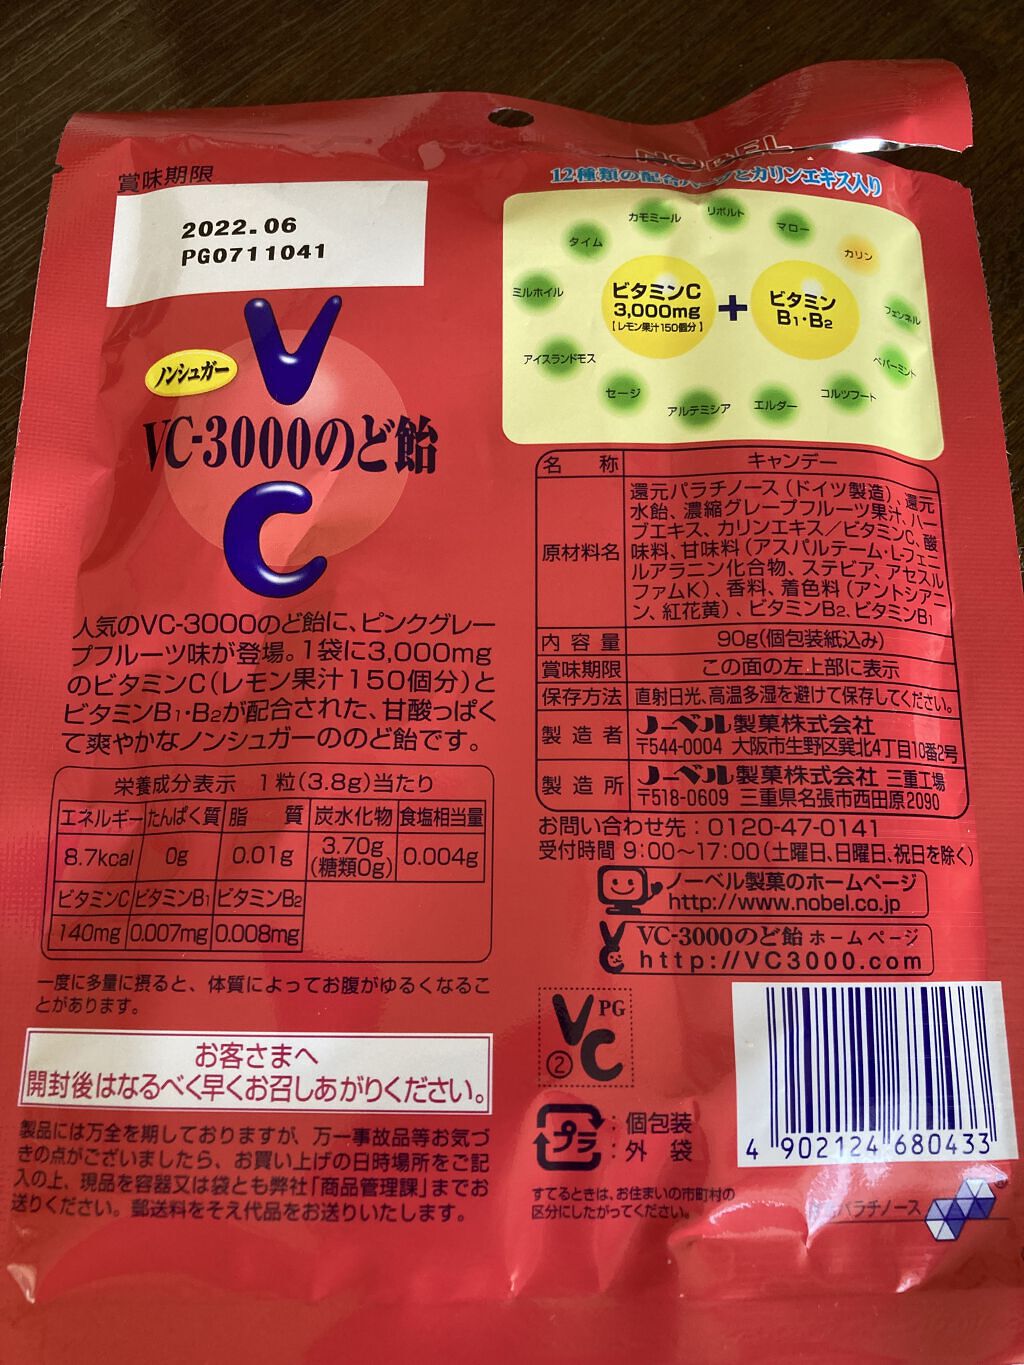 賞味期限
2022.06
PG0711041
NOBEL
12種類の配合ハーブとカリンエキス入り
カモミール
リボルト
マロー
タイム
カリン
ミルホイル
ビタミンC
3,000mg
【レモン果汁150個分】
+
ビタミン
B1・B2
フェンネル
アイスランドモス
ペパーミント
セージ
アルテミシア
エルダー
コルツフート
V
ノンシュガー
VC-3000のど飴
C
人気のVC-3000のど飴に、ピンクグレー
プフルーツ味が登場。1袋に3,000mg
のビタミンC(レモン果汁150個分)と
ビタミンB1・B2が配合された、甘酸っぱく
て爽やかなノンシュガーののど飴です。
栄養成分表示 1粒(3.8g)当たり
エネルギー たんぱく質 脂質 炭水化物 食塩相当量
8.7kcal 0g 0.01g 3.70g (糖類0g) 0.004g
ビタミンC ビタミンB1 ビタミンB2
140mg 0.007mg 0.008mg
一度に多量に摂ると、体質によってお腹がゆるくなるこ
とがあります。
お客さまへ
開封後はなるべく早くお召しあがりください。
製品には万全を期しておりますが、万一事故品等お気づ
きの点がございましたら、お買い上げの日時場所をご記
入の上、現品を容器又は袋とも弊社「商品管理課」までお
送りください。郵送料をそえ代品をお送りいたします。
名称 キャンデー
原材料名 還元パラチノース(ドイツ製造)、還元
水飴、濃縮グレープフルーツ果汁、ハー
ブエキス、カリンエキス/ビタミンC、酸
味料、甘味料(アスパルテーム・L-フェニ
ルアラニン化合物、ステビア、アセスル
ファムK)、香料、着色料(アントシアニ
ン、紅花黄)、ビタミンB2、ビタミンB1
内容量 90g(個包装紙込み)
賞味期限 この面の左上部に表示
保存方法 直射日光、高温多湿を避けて保存してください。
製造者 ノーベル製菓株式会社
〒544-0004 大阪市生野区巽北4丁目10番2号
製造所 ノーベル製菓株式会社 三重工場
〒518-0609 三重県名張市西田原2090
お問い合わせ先:0120-47-0141
受付時間 9:00〜17:00(土曜日、日曜日、祝日を除く)
ノーベル製菓のホームページ
http://www.nobel.co.jp
VC-3000のど飴 ホームページ
http://VC3000.com
VC PG
②
プラ
:個包装
:外 袋
すてるときは、お住まいの市町村の
区分にしたがってください。
4 902124 680433
パラチノース®